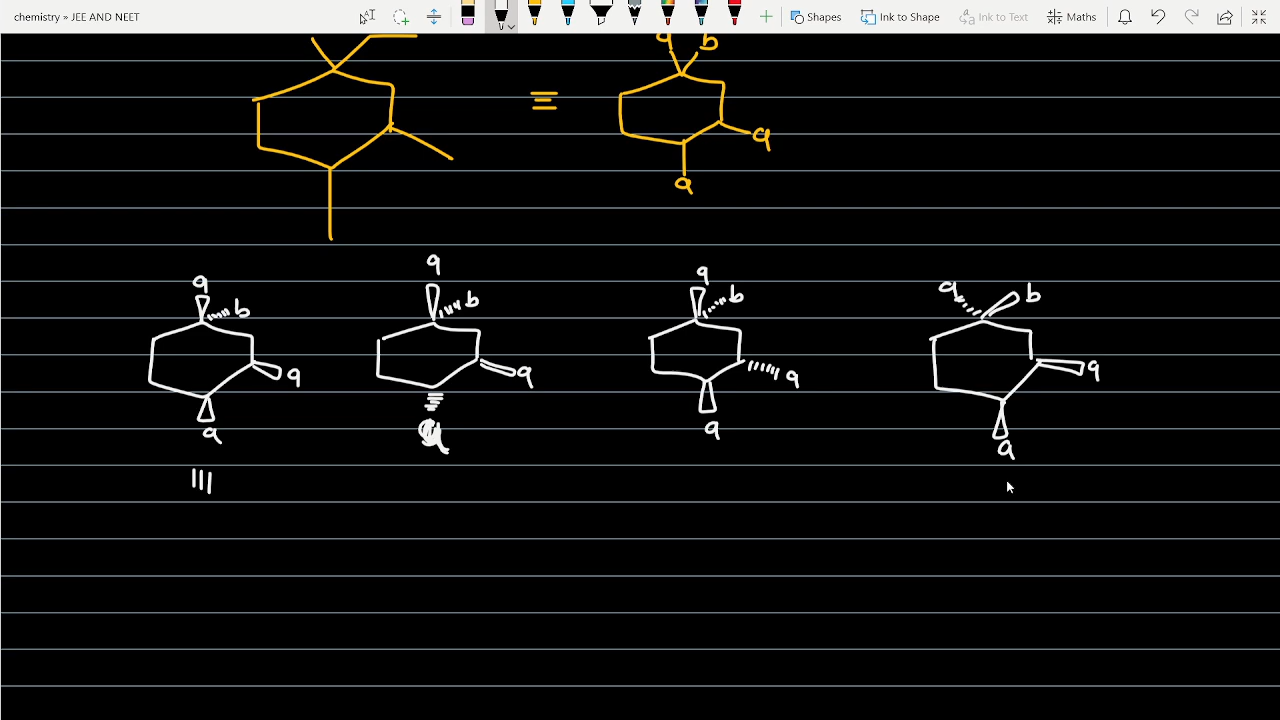 chemistry » JEE AND NEET
Shapes
Ink to Shape
Ink to Text
Maths
a b
≡
a
a
a
b
a
a
a
b
a
a
a
b
a
a
a
b
a
a
|||